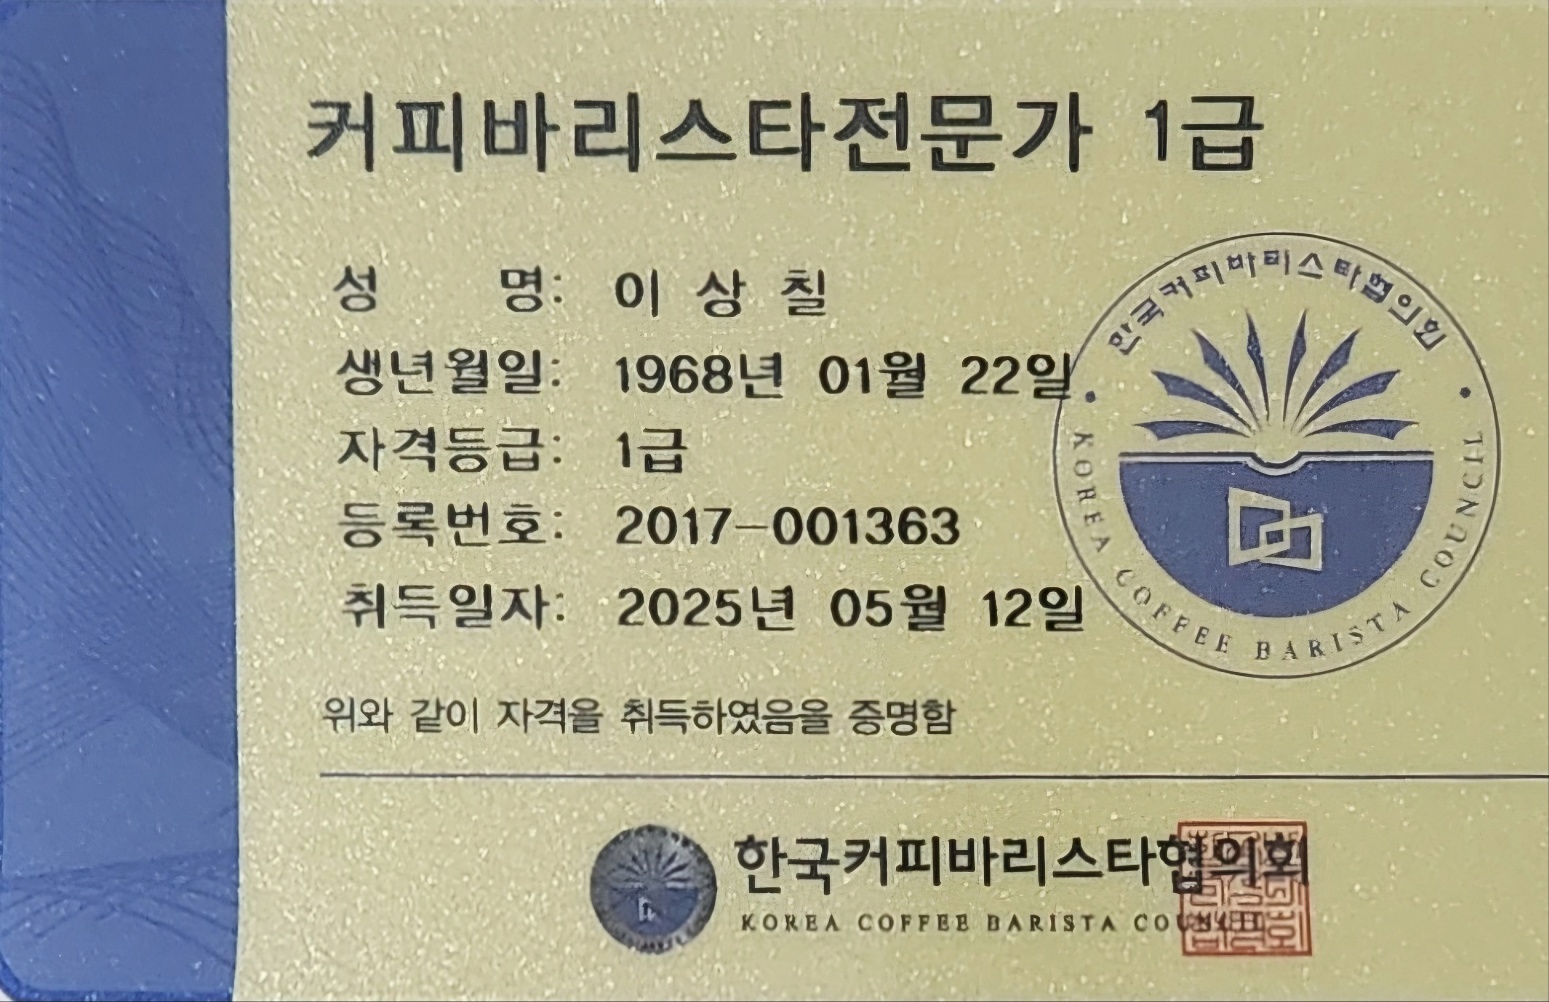 커피바리스타전문가 1급
성 명: 이 상 칠
생년월일: 1968년 01월 22일
자격등급: 1급
등록번호: 2017-001363
취득일자: 2025년 05월 12일
한국커피바리스타협의회
KOREA COFFEE BARISTA COUNCIL
위와 같이 자격을 취득하였음을 증명함
한국커피바리스타협의회
KOREA COFFEE BARISTA COUNCIL